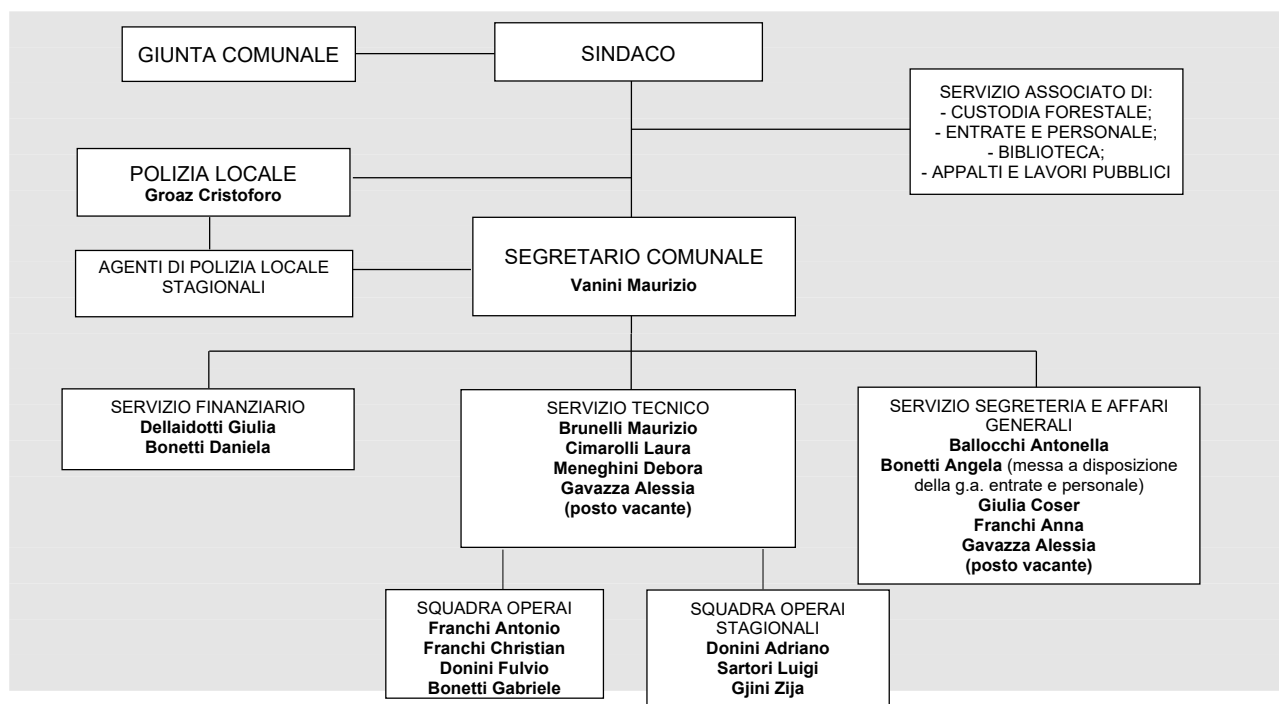 GIUNTA COMUNALE
SINDACO
SERVIZIO ASSOCIATO DI:
- CUSTODIA FORESTALE;
- ENTRATE E PERSONALE;
- BIBLIOTECA;
- APPALTI E LAVORI PUBBLICI
POLIZIA LOCALE
Groaz Cristoforo
AGENTI DI POLIZIA LOCALE
STAGIONALI
SEGRETARIO COMUNALE
Vanini Maurizio
SERVIZIO FINANZIARIO
Dellaidotti Giulia
Bonetti Daniela
SERVIZIO TECNICO
Brunelli Maurizio
Cimarolli Laura
Meneghini Debora
Gavazza Alessia
(posto vacante)
SERVIZIO SEGRETERIA E AFFARI
GENERALI
Ballocchi Antonella
Bonetti Angela (messa a disposizione
della g.a. entrate e personale)
Giulia Coser
Franchi Anna
Gavazza Alessia
(posto vacante)
SQUADRA OPERAI
Franchi Antonio
Franchi Christian
Donini Fulvio
Bonetti Gabriele
SQUADRA OPERAI
STAGIONALI
Donini Adriano
Sartori Luigi
Gjini Zija